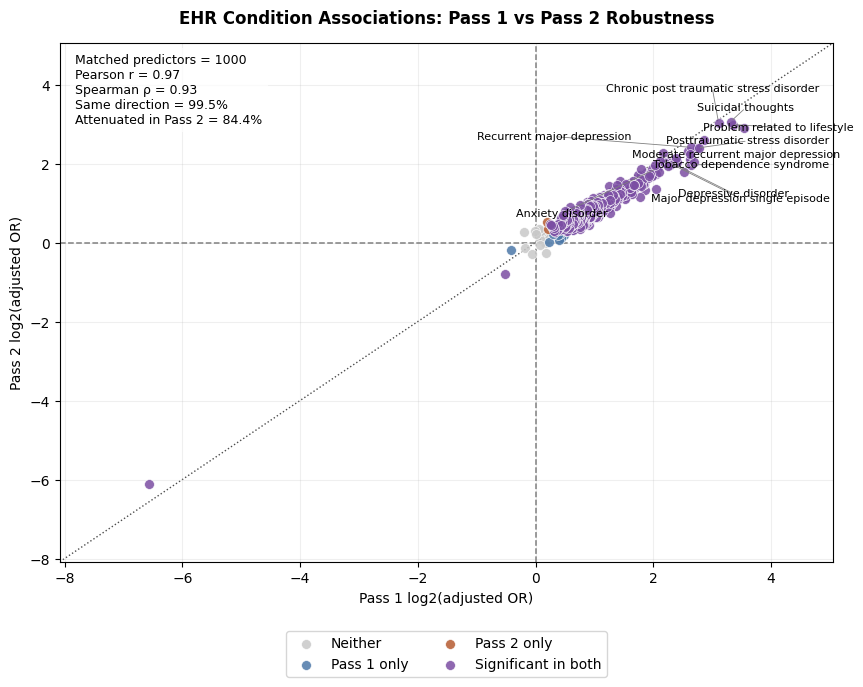 EHR Condition Associations: Pass 1 vs Pass 2 Robustness
Matched predictors = 1000
Pearson r = 0.97
Spearman ρ = 0.93
Same direction = 99.5%
Attenuated in Pass 2 = 84.4%
Chronic post traumatic stress disorder
Suicidal thoughts
Problem related to lifestyle
Recurrent major depression
Posttraumatic stress disorder
Moderate recurrent major depression
Tobacco dependence syndrome
Depressive disorder
Major depression single episode
Anxiety disorder
4
2
0
−2
−4
−6
−8
Pass 2 log2(adjusted OR)
−8 −6 −4 −2 0 2 4
Pass 1 log2(adjusted OR)
Neither
Pass 1 only
Pass 2 only
Significant in both